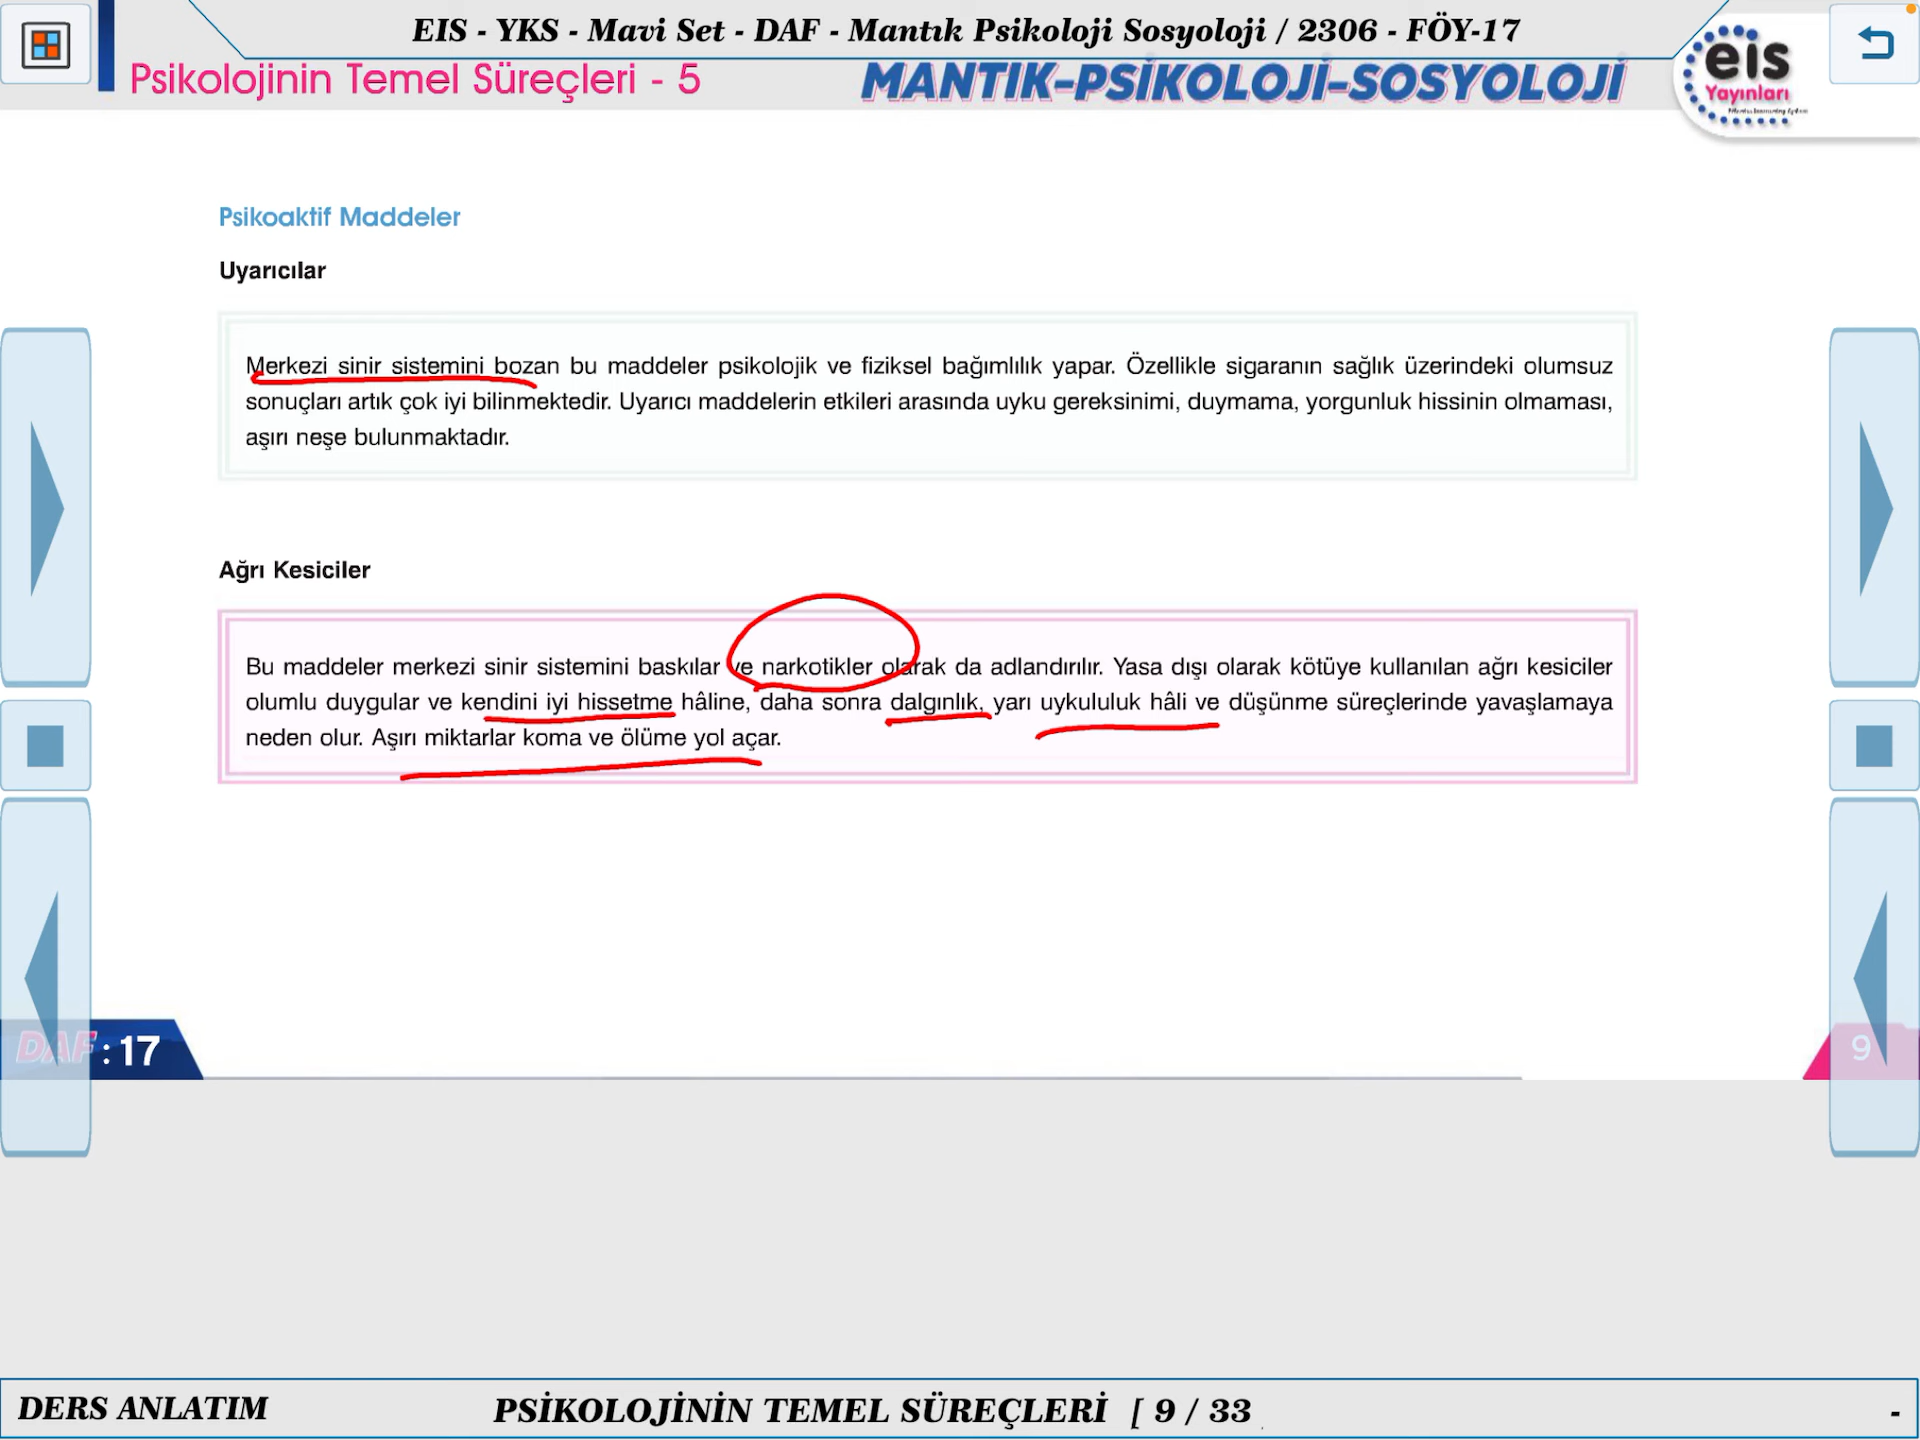 EIS - YKS - Mavi Set - DAF - Mantık Psikoloji Sosyoloji / 2306 - FÖY-17
Psikolojinin Temel Süreçleri - 5
MANTIK-PSİKOLOJİ-SOSYOLOJİ
eis
Yayınları
Psikoaktif Maddeler
Uyarıcılar
Merkezi sinir sistemini bozan bu maddeler psikolojik ve fiziksel bağımlılık yapar. Özellikle sigaranın sağlık üzerindeki olumsuz
sonuçları artık çok iyi bilinmektedir. Uyarıcı maddelerin etkileri arasında uyku gereksinimi, duymama, yorgunluk hissinin olmaması,
aşırı neşe bulunmaktadır.
Ağrı Kesiciler
Bu maddeler merkezi sinir sistemini baskılar ve narkotikler olarak da adlandırılır. Yasa dışı olarak kötüye kullanılan ağrı kesiciler
olumlu duygular ve kendini iyi hissetme hâline, daha sonra dalgınlık, yarı uykululuk hâli ve düşünme süreçlerinde yavaşlamaya
neden olur. Aşırı miktarlar koma ve ölüme yol açar.
DAF : 17
9
DERS ANLATIM
PSİKOLOJİNİN TEMEL SÜREÇLERİ [ 9 / 33
-